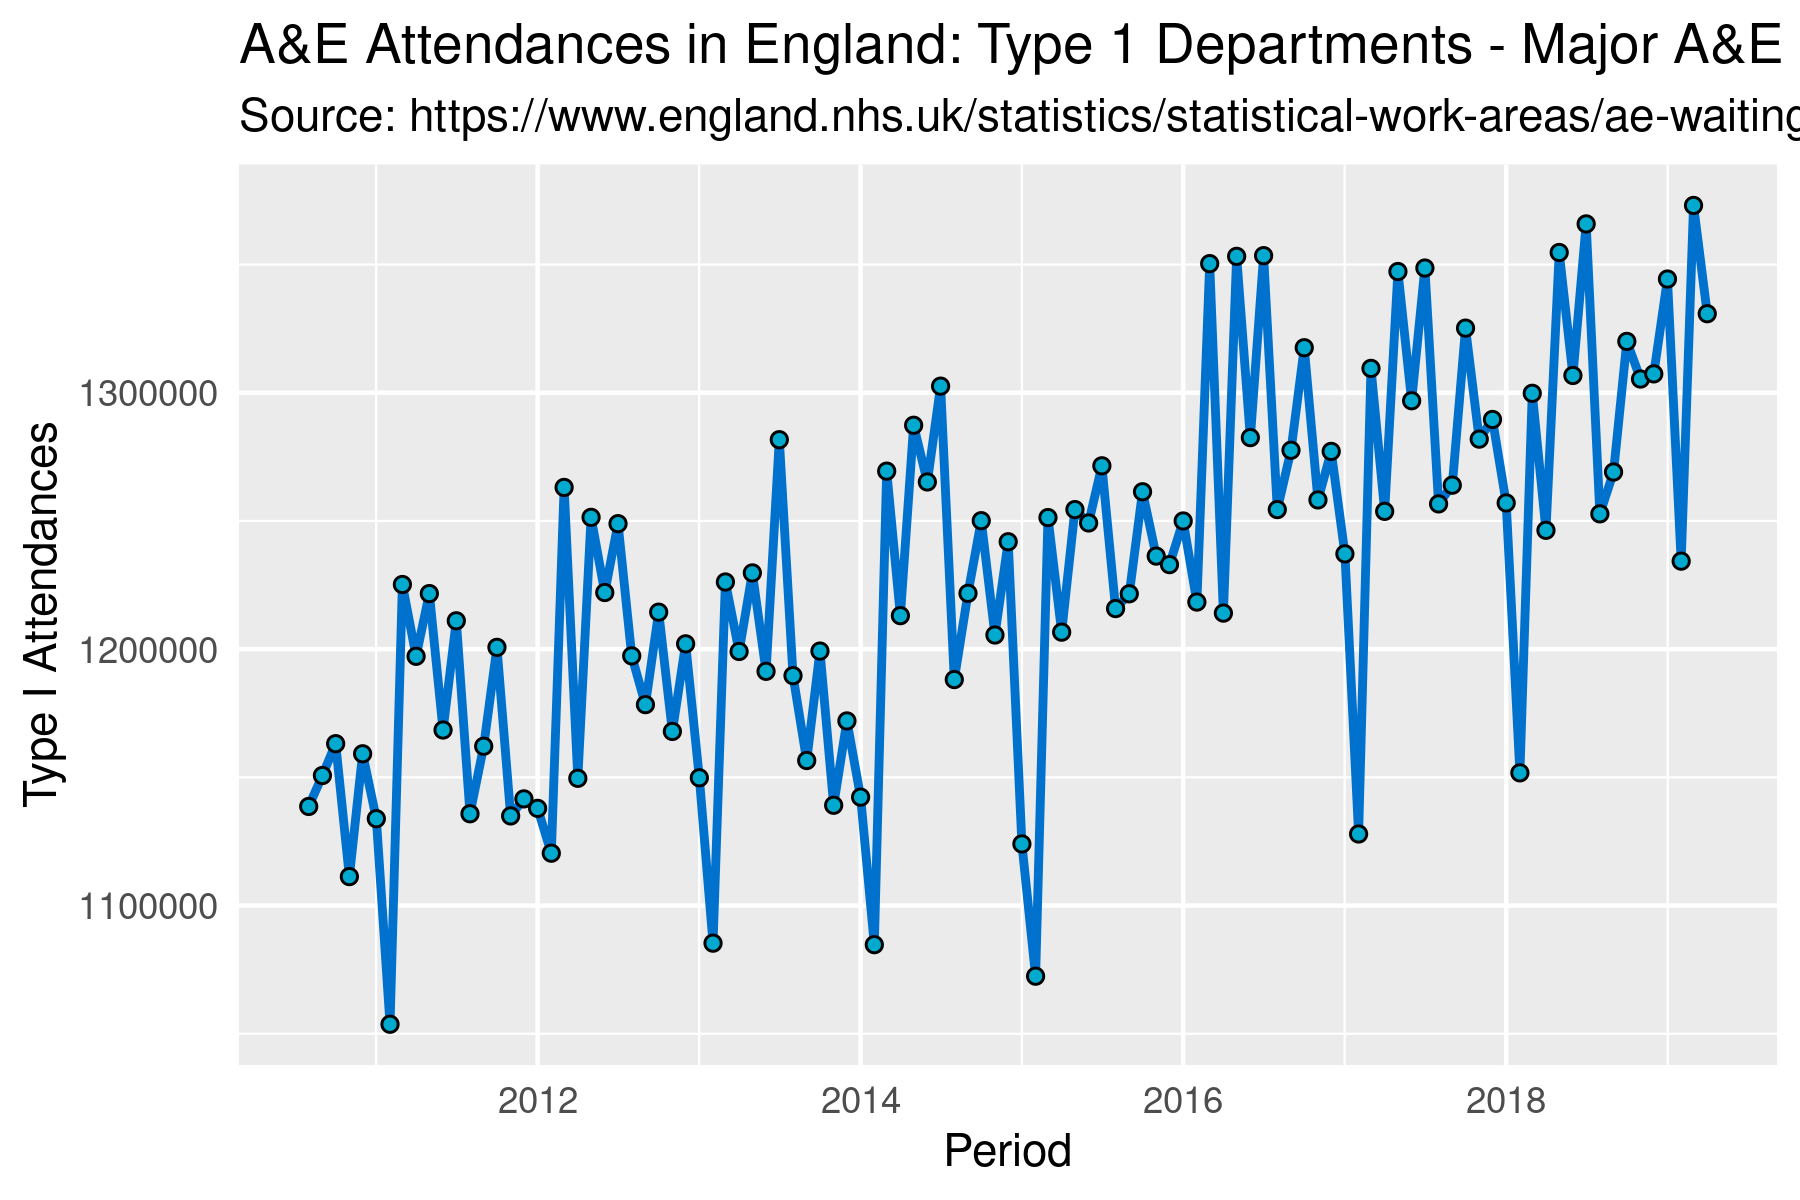 A&E Attendances in England: Type 1 Departments - Major A&E
Source: https://www.england.nhs.uk/statistics/statistical-work-areas/ae-waiting
Type I Attendances
1300000
1200000
1100000
2012 2014 2016 2018
Period